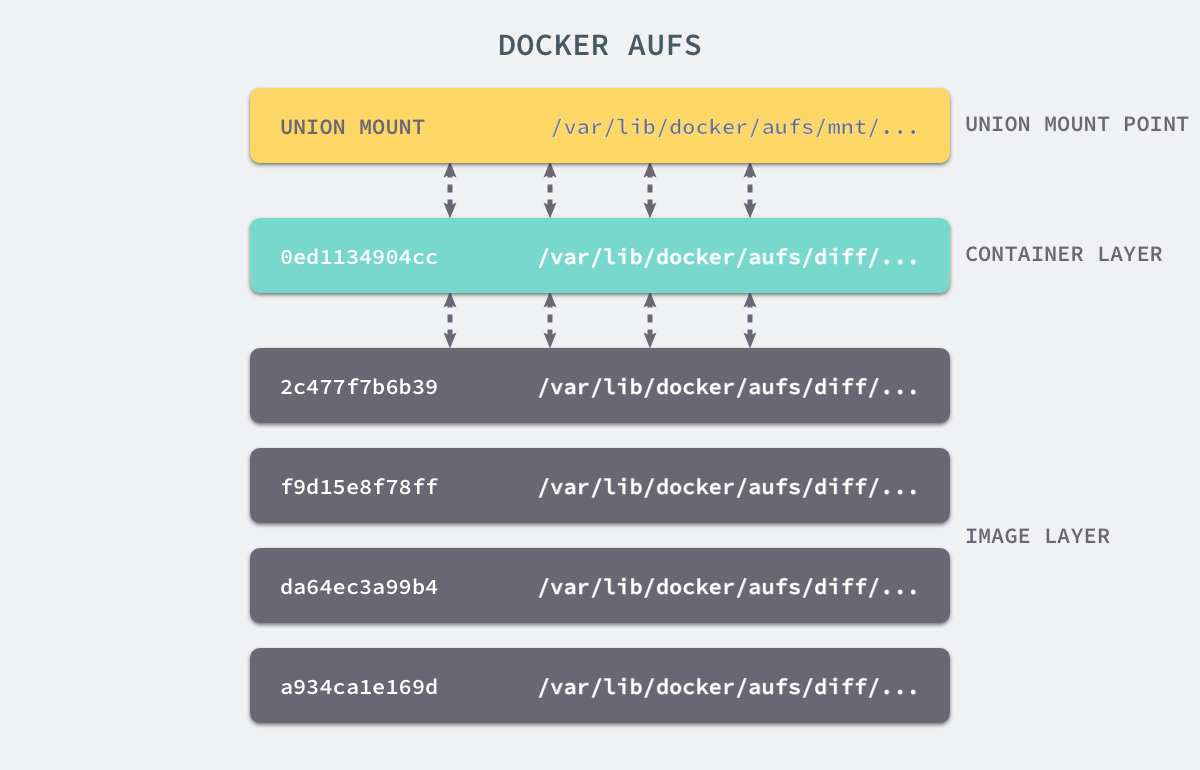 DOCKER AUFS
UNION MOUNT /var/lib/docker/aufs/mnt/...
UNION MOUNT POINT
0ed1134904cc /var/lib/docker/aufs/diff/...
CONTAINER LAYER
2c477f7b6b39 /var/lib/docker/aufs/diff/...
f9d15e8f78ff /var/lib/docker/aufs/diff/...
IMAGE LAYER
da64ec3a99b4 /var/lib/docker/aufs/diff/...
a934ca1e169d /var/lib/docker/aufs/diff/...